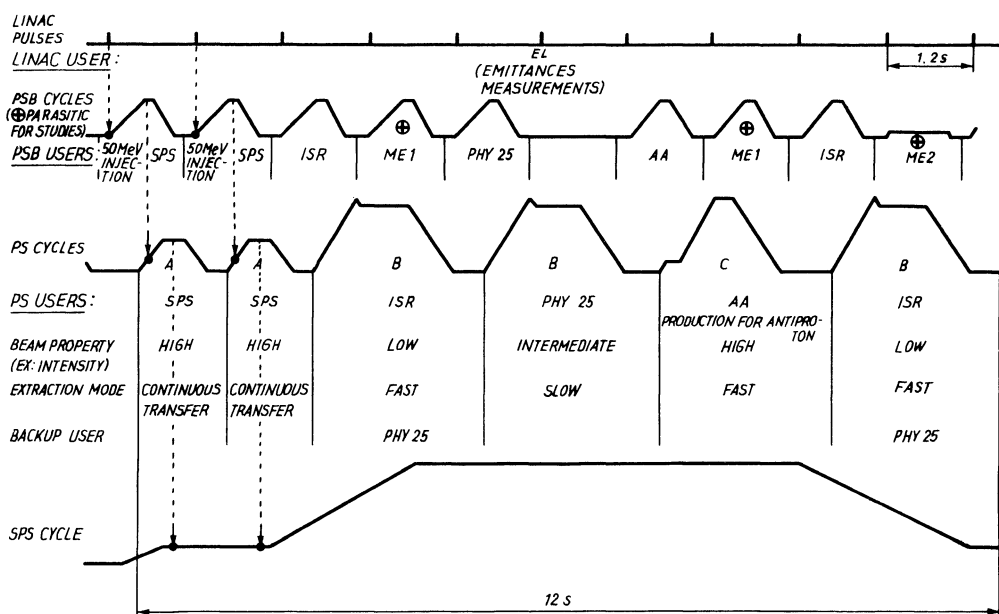 LINAC
PULSES
LINAC USER:
EL
(EMITTANCES
MEASUREMENTS)
1.2s
PSB CYCLES
(⊕PARASITIC
FOR STUDIES)
⊕ ⊕ ⊕
PSB USERS:
50MeV
INJEC-
TION
SPS
50MeV
INJEC-
TION
SPS ISR ME1 PHY 25 AA ME1 ISR ME2
PS CYCLES A A B B C B
PS USERS: SPS SPS ISR PHY 25 AA ISR
PRODUCTION FOR ANTIPRO-
TON
BEAM PROPERTY HIGH HIGH LOW INTERMEDIATE HIGH LOW
(EX: INTENSITY)
EXTRACTION MODE CONTINUOUS CONTINUOUS FAST SLOW FAST FAST
TRANSFER TRANSFER
BACKUP USER PHY 25 PHY 25
SPS CYCLE
12 s